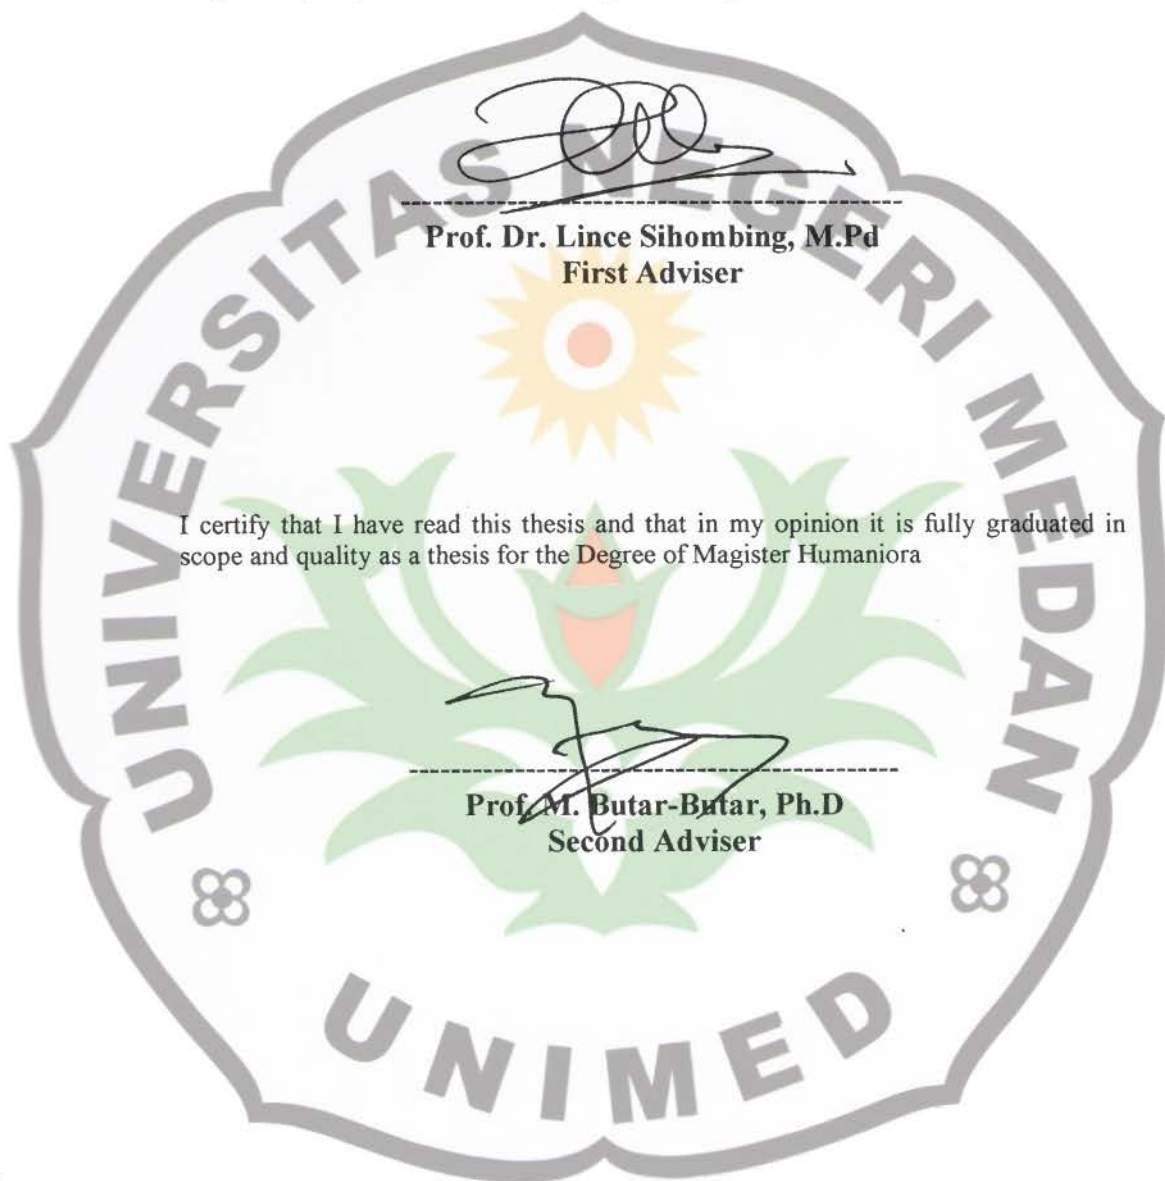 Prof. Dr. Lince Sihombing, M.Pd
First Adviser
I certify that I have read this thesis and that in my opinion it is fully graduated in
scope and quality as a thesis for the Degree of Magister Humaniora
Prof. M. Butar-Butar, Ph.D
Second Adviser
UNIVERSITAS NEGERI MEDAN
UNIMED